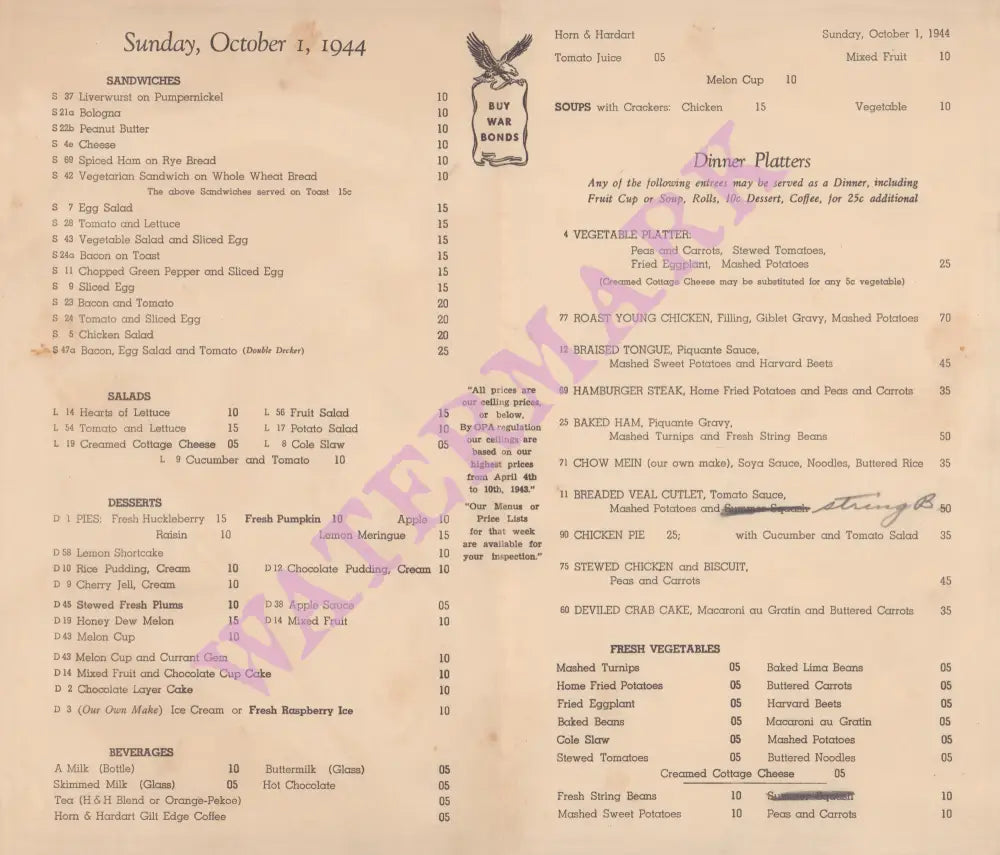 Sunday, October 1, 1944
SANDWICHES
S 37 Liverwurst on Pumpernickel 10
S 21a Bologna 10
S 22b Peanut Butter 10
S 4e Cheese 10
S 69 Spiced Ham on Rye Bread 10
S 42 Vegetarian Sandwich on Whole Wheat Bread 10
The above Sandwiches served on Toast 15c
S 7 Egg Salad 15
S 28 Tomato and Lettuce 15
S 43 Vegetable Salad and Sliced Egg 15
S 24a Bacon on Toast 15
S 11 Chopped Green Pepper and Sliced Egg 15
S 9 Sliced Egg 15
S 23 Bacon and Tomato 20
S 24 Tomato and Sliced Egg 20
S 5 Chicken Salad 20
S 47a Bacon, Egg Salad and Tomato (Double Decker) 25
SALADS
L 14 Hearts of Lettuce 10 L 56 Fruit Salad 15
L 54 Tomato and Lettuce 15 L 17 Potato Salad 10
L 19 Creamed Cottage Cheese 05 L 8 Cole Slaw 05
L 9 Cucumber and Tomato 10
DESSERTS
D 1 PIES: Fresh Huckleberry 15 Fresh Pumpkin 10 Apple 10
Raisin 10 Lemon Meringue 15
D 58 Lemon Shortcake 10
D 10 Rice Pudding, Cream 10 D 12 Chocolate Pudding, Cream 10
D 9 Cherry Jell, Cream 10
D 45 Stewed Fresh Plums 10 D 38 Apple Sauce 05
D 19 Honey Dew Melon 15 D 14 Mixed Fruit 10
D 43 Melon Cup 10
D 43 Melon Cup and Currant Gem 10
D 14 Mixed Fruit and Chocolate Cup Cake 10
D 2 Chocolate Layer Cake 10
D 3 (Our Own Make) Ice Cream or Fresh Raspberry Ice 10
BEVERAGES
A Milk (Bottle) 10 Buttermilk (Glass) 05
Skimmed Milk (Glass) 05 Hot Chocolate 05
Tea (H & H Blend or Orange-Pekoe) 05
Horn & Hardart Gilt Edge Coffee 05
BUY
WAR
BONDS
"All prices are
our ceiling prices,
or below,
By OPA regulation
our ceilings are
based on our
highest prices
from April 4th
to 10th, 1943."
"Our Menus or
Price Lists
for that week
are available for
your inspection."
Horn & Hardart Sunday, October 1, 1944
Tomato Juice 05 Mixed Fruit 10
Melon Cup 10
SOUPS with Crackers: Chicken 15 Vegetable 10
Dinner Platters
Any of the following entrees may be served as a Dinner, including
Fruit Cup or Soup, Rolls, 10c Dessert, Coffee, for 25c additional
4 VEGETABLE PLATTER:
Peas and Carrots, Stewed Tomatoes,
Fried Eggplant, Mashed Potatoes 25
(Creamed Cottage Cheese may be substituted for any 5c vegetable)
77 ROAST YOUNG CHICKEN, Filling, Giblet Gravy, Mashed Potatoes 70
12 BRAISED TONGUE, Piquante Sauce,
Mashed Sweet Potatoes and Harvard Beets 45
69 HAMBURGER STEAK, Home Fried Potatoes and Peas and Carrots 35
25 BAKED HAM, Piquante Gravy,
Mashed Turnips and Fresh String Beans 50
71 CHOW MEIN (our own make), Soya Sauce, Noodles, Buttered Rice 35
11 BREADED VEAL CUTLET, Tomato Sauce,
Mashed Potatoes and Summer Squash string B 50
90 CHICKEN PIE 25; with Cucumber and Tomato Salad 35
75 STEWED CHICKEN and BISCUIT,
Peas and Carrots 45
60 DEVILED CRAB CAKE, Macaroni au Gratin and Buttered Carrots 35
FRESH VEGETABLES
Mashed Turnips 05 Baked Lima Beans 05
Home Fried Potatoes 05 Buttered Carrots 05
Fried Eggplant 05 Harvard Beets 05
Baked Beans 05 Macaroni au Gratin 05
Cole Slaw 05 Mashed Potatoes 05
Stewed Tomatoes 05 Buttered Noodles 05
Creamed Cottage Cheese 05
Fresh String Beans 10 Summer Squash 10
Mashed Sweet Potatoes 10 Peas and Carrots 10
WATERMARK